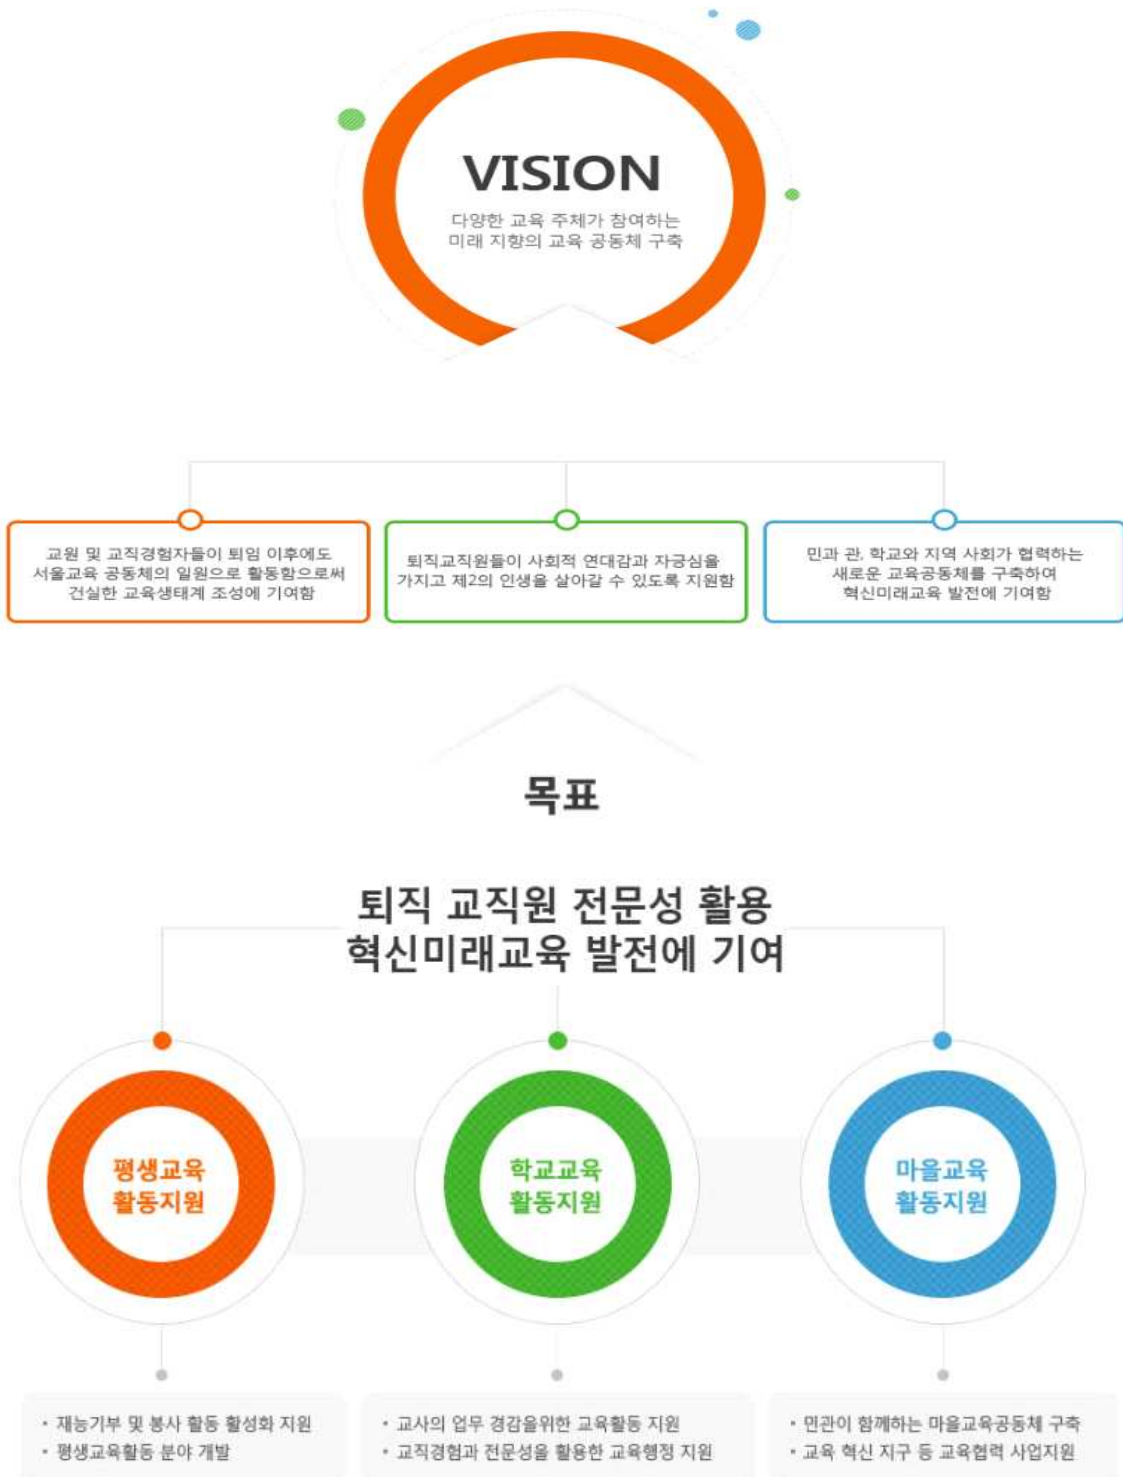 VISION
다양한 교육 주체가 참여하는
미래 지향의 교육 공동체 구축
교원 및 교직경험자들이 퇴임 이후에도
서울교육 공동체의 일원으로 활동함으로써
건실한 교육생태계 조성에 기여함
퇴직교직원들이 사회적 연대감과 자긍심을
가지고 제2의 인생을 살아갈 수 있도록 지원함
민과 관, 학교와 지역 사회가 협력하는
새로운 교육공동체를 구축하여
혁신미래교육 발전에 기여함
목표
퇴직 교직원 전문성 활용
혁신미래교육 발전에 기여
평생교육
활동지원
학교교육
활동지원
마을교육
활동지원
• 재능기부 및 봉사 활동 활성화 지원
• 평생교육활동 분야 개발
• 교사의 업무 경감을위한 교육활동 지원
• 교직경험과 전문성을 활용한 교육행정 지원
• 민관이 함께하는 마을교육공동체 구축
• 교육 혁신 지구 등 교육협력 사업지원